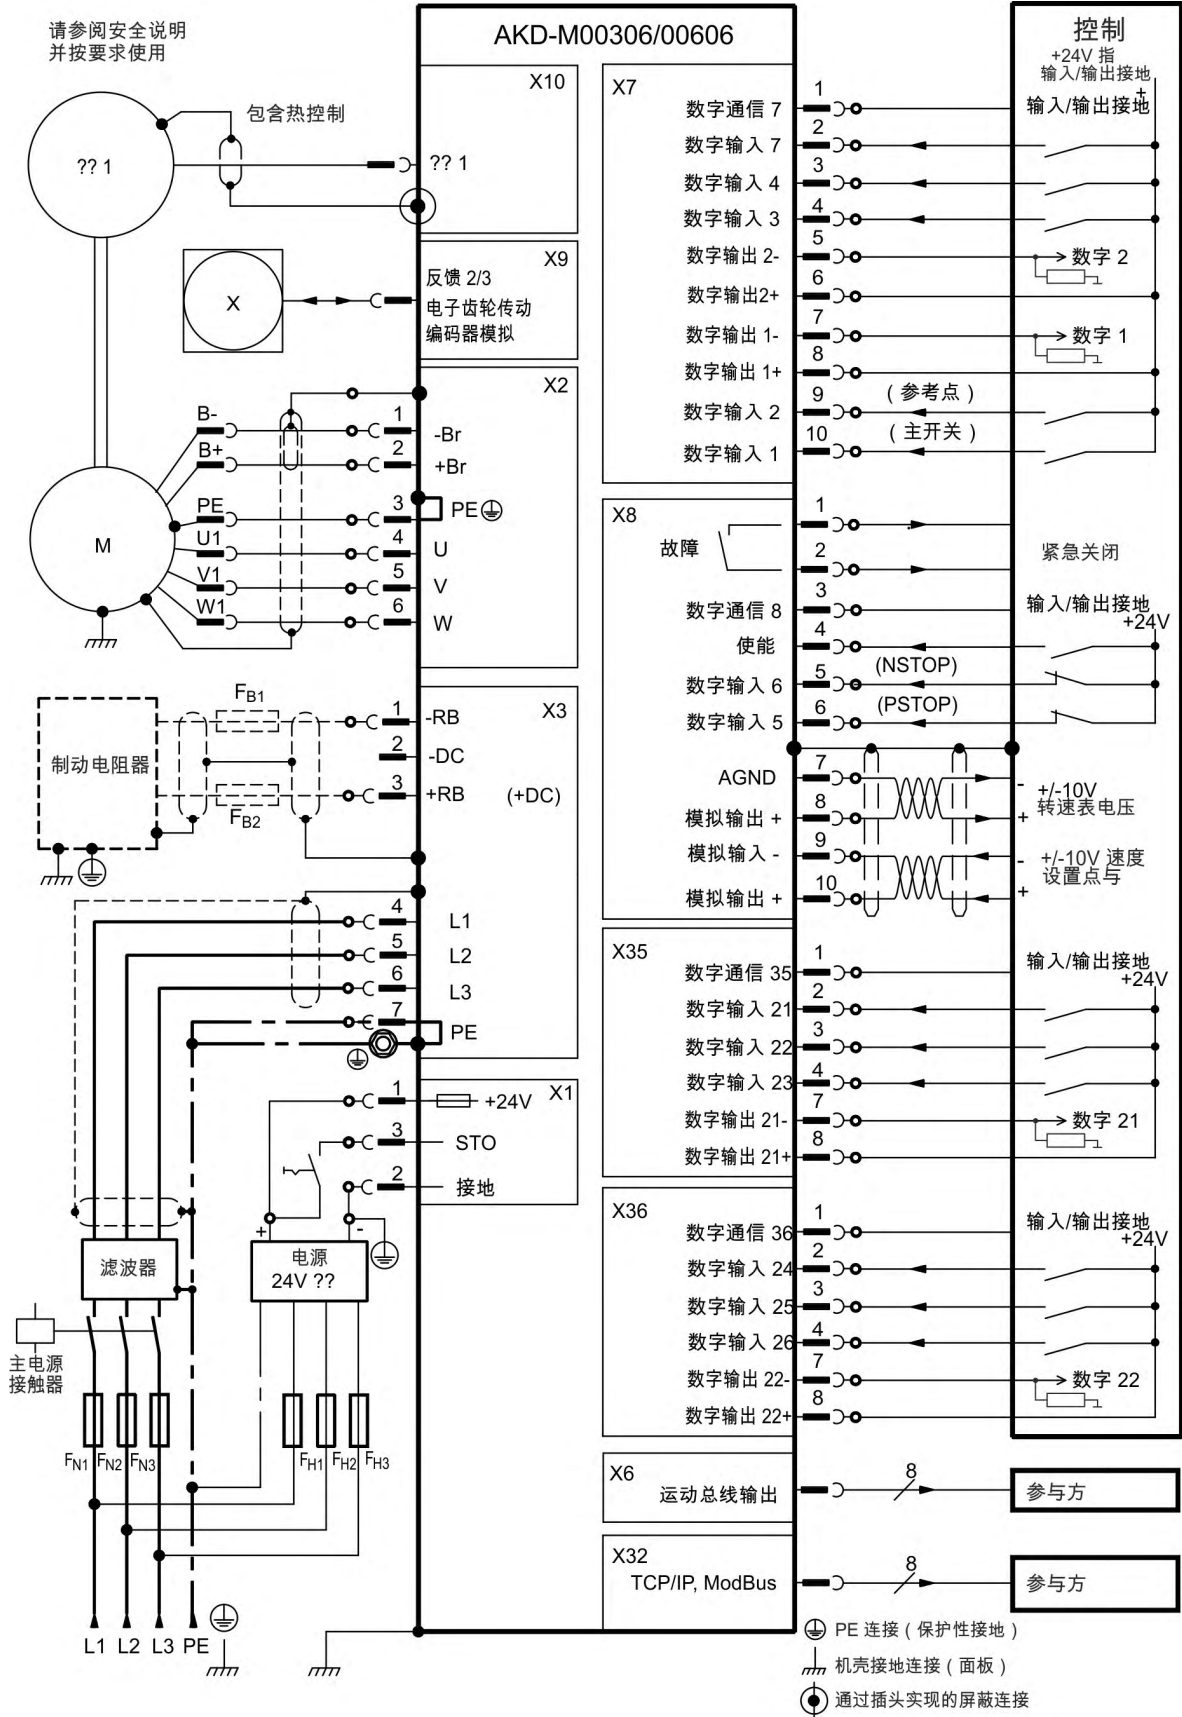 请参阅安全说明
并按要求使用
AKD-M00306/00606
X10
包含热控制
?? 1
?? 1
X9
反馈 2/3
电子齿轮传动
编码器模拟
X
X2
B-
1
-Br
B+
2
+Br
PE
3
PE
U1
4
U
V1
5
V
W1
6
W
M
X3
FB1
1
-RB
制动电阻器
2
-DC
3
+RB
(+DC)
FB2
4
L1
5
L2
6
L3
7
PE
X1
1
+24V
3
STO
2
接地
+
-
电源
24V ??
滤波器
主电源
接触器
FN1
FN2
FN3
FH1
FH2
FH3
L1
L2
L3
PE
X7
数字通信 7
1
数字输入 7
2
数字输入 4
3
数字输入 3
4
数字输出 2-
5
数字输出2+
6
数字输出 1-
7
数字输出 1+
8
数字输入 2
9
(参考点)
数字输入 1
10
(主开关)
控制
+24V 指
输入/输出接地
+
输入/输出接地
数字 2
数字 1
X8
故障
1
2
紧急关闭
数字通信 8
3
输入/输出接地
+24V
使能
4
数字输入 6
5
(NSTOP)
数字输入 5
6
(PSTOP)
AGND
7
-
+/-10V
转速表电压
模拟输出 +
8
+
模拟输入 -
9
-
+/-10V 速度
设置点与
模拟输出 +
10
+
X35
数字通信 35
1
输入/输出接地
+24V
数字输入 21
2
数字输入 22
3
数字输入 23
4
数字输出 21-
7
数字 21
数字输出 21+
8
X36
数字通信 36
1
输入/输出接地
+24V
数字输入 24
2
数字输入 25
3
数字输入 26
4
数字输出 22-
7
数字 22
数字输出 22+
8
X6
运动总线输出
8
参与方
X32
TCP/IP, ModBus
8
参与方
PE 连接(保护性接地)
机壳接地连接(面板)
通过插头实现的屏蔽连接